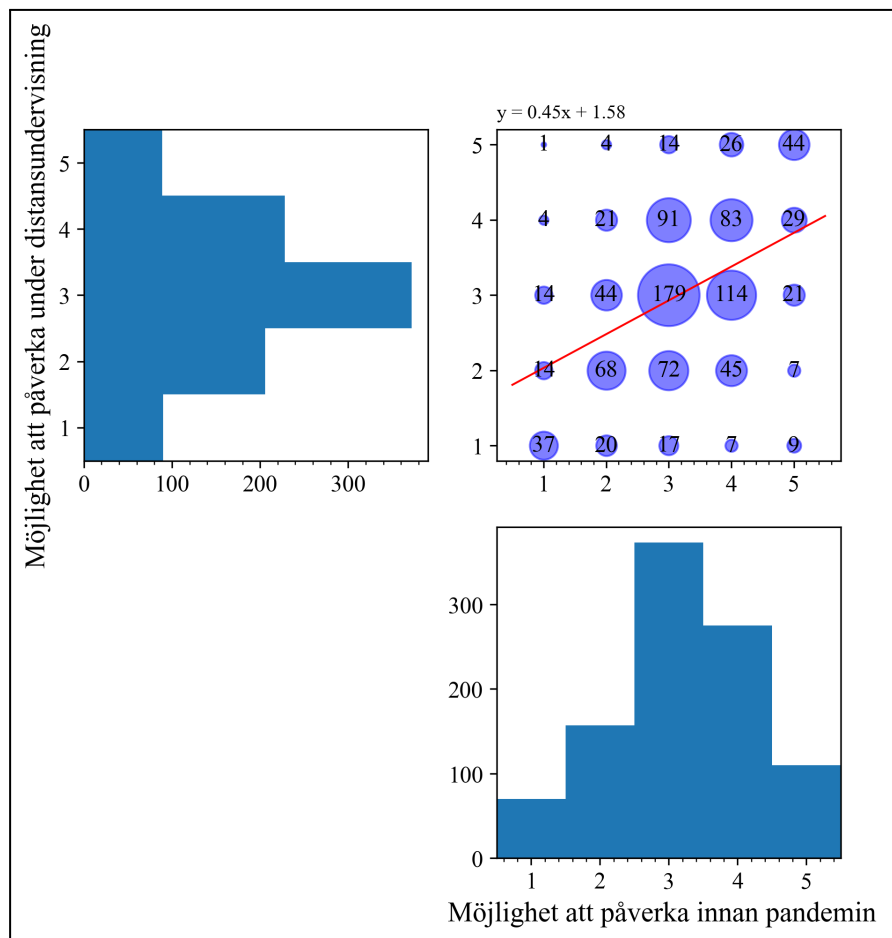 Möjlighet att påverka under distansundervisning
5
4
3
2
1
0 100 200 300
y = 0.45x + 1.58
5 1 4 14 26 44
4 4 21 91 83 29
3 14 44 179 114 21
2 14 68 72 45 7
1 37 20 17 7 9
1 2 3 4 5
300
200
100
0
1 2 3 4 5
Möjlighet att påverka innan pandemin